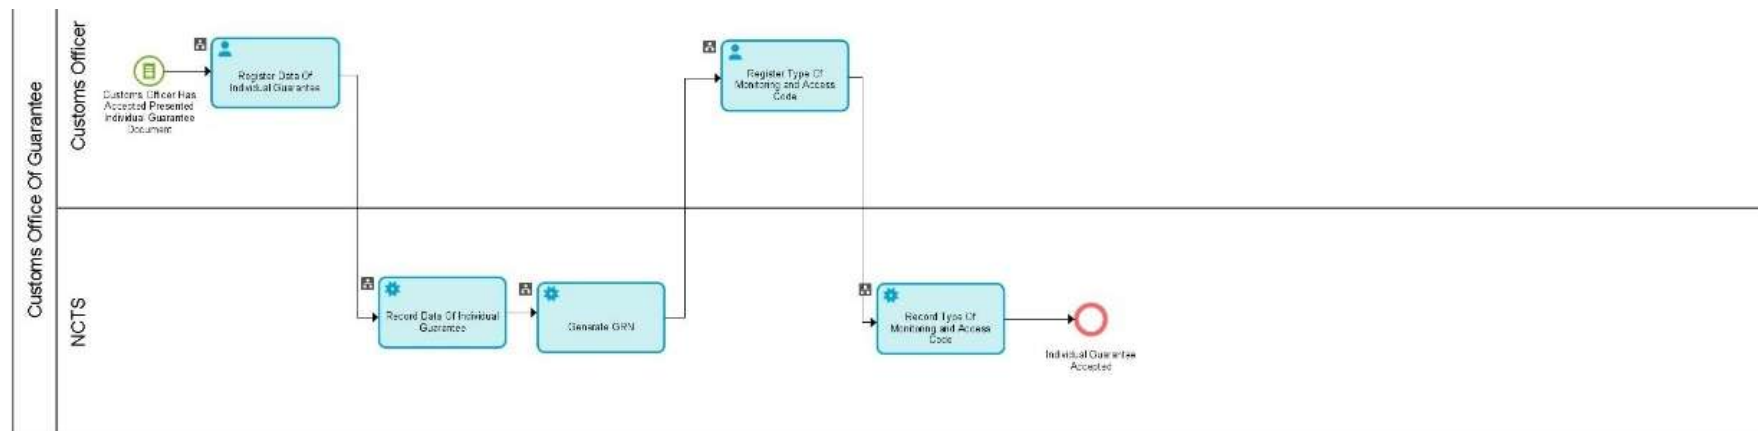 Customs Office Of Guarantee
Customs Officer
Customs Officer Has
Accepted Presented
Individual Guarantee
Document
Register Data Of
Individual Guarantee
Register Type Of
Monitoring and Access
Code
NCTS
Record Data Of Individual
Guarantee
Generate GRN
Record Type Of
Monitoring and Access
Code
Individual Guarantee
Accepted